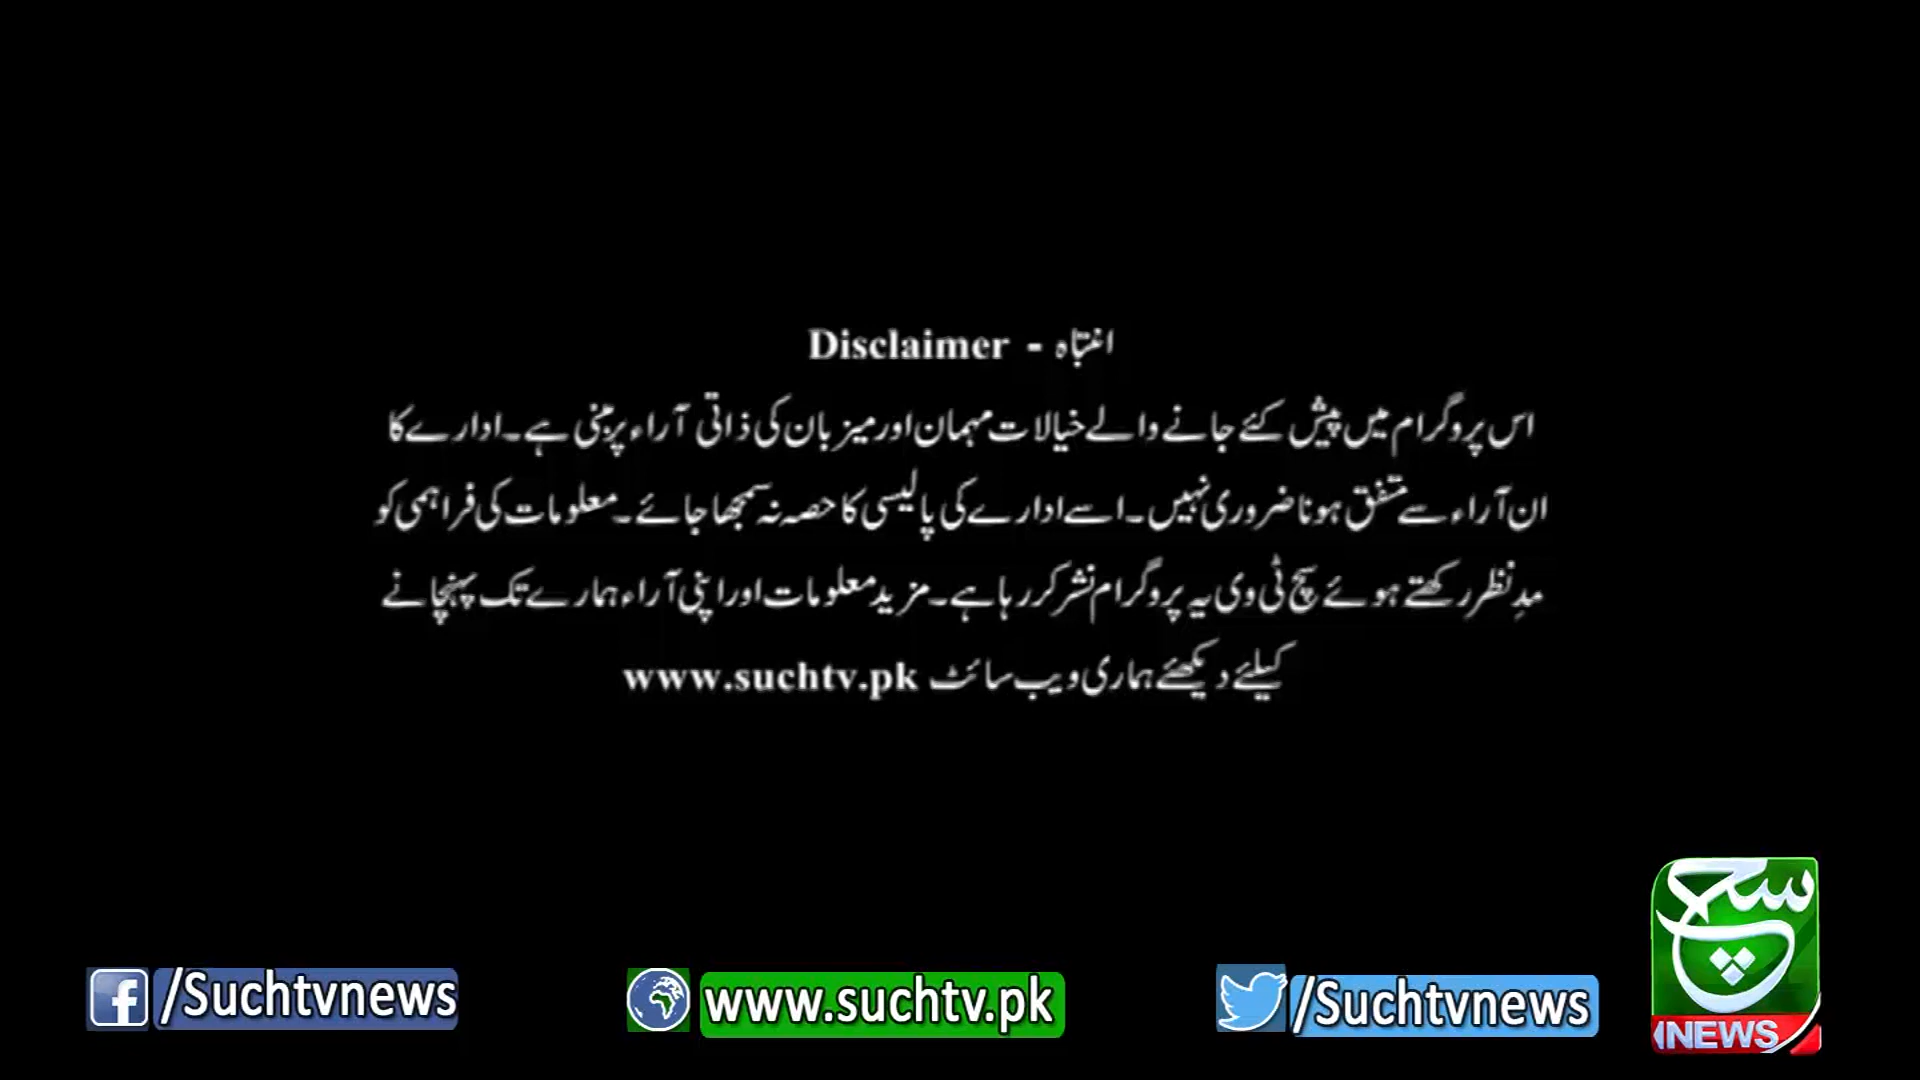 Disclaimer - اغتباہ
اس پروگرام میں پیش کئے جانے والے خیالات مہمان اور میزبان کی ذاتی آراء پر مبنی ہے۔ ادارے کا
ان آراء سے متفق ہونا ضروری نہیں۔ اسے ادارے کی پالیسی کا حصہ نہ سمجھا جائے۔ معلومات کی فراہمی کو
مدِ نظر رکھتے ہوئے سچ ٹی وی یہ پروگرام نشر کر رہا ہے۔ مزید معلومات اور اپنی آراء ہمارے تک پہنچانے
کیلئے دیکھئے ہماری ویب سائٹ www.suchtv.pk
سچ
NEWS
/Suchtvnews
www.suchtv.pk
/Suchtvnews